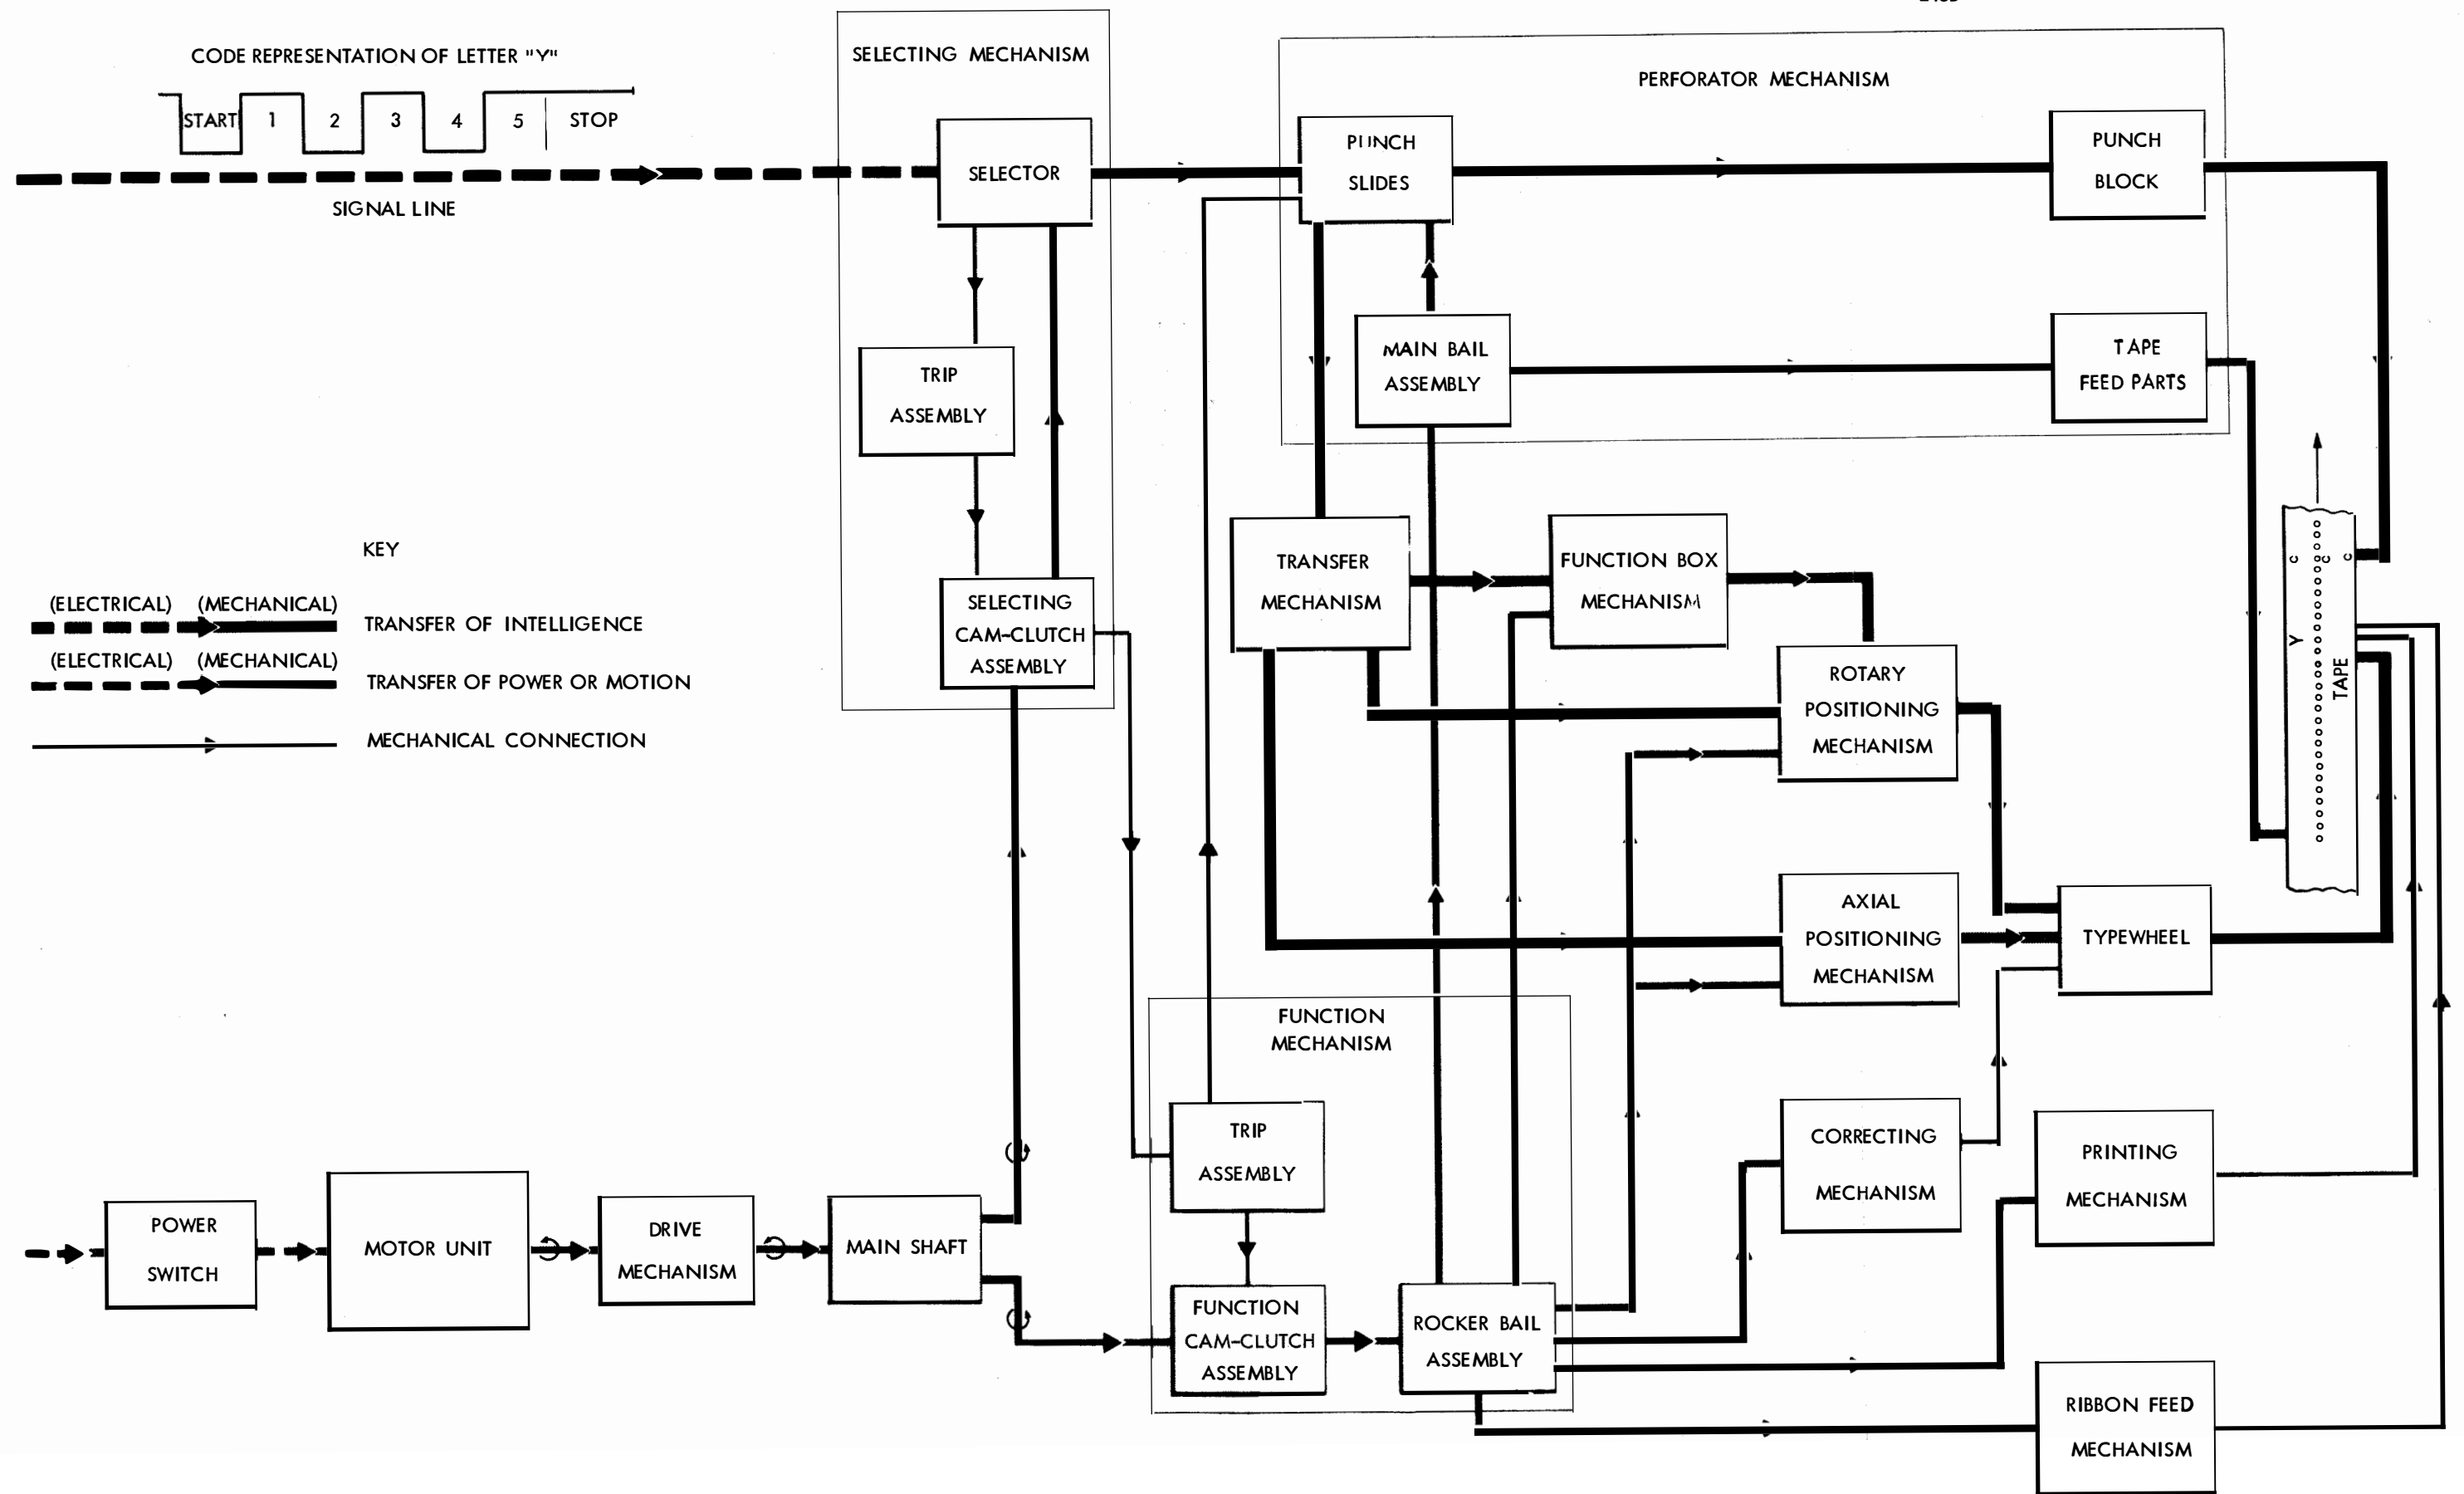 CODE REPRESENTATION OF LETTER "Y"
START 1 2 3 4 5 STOP
SIGNAL LINE
SELECTING MECHANISM
SELECTOR
TRIP
ASSEMBLY
SELECTING
CAM-CLUTCH
ASSEMBLY
PERFORATOR MECHANISM
PUNCH
SLIDES
PUNCH
BLOCK
MAIN BAIL
ASSEMBLY
TAPE
FEED PARTS
KEY
(ELECTRICAL) (MECHANICAL)
TRANSFER OF INTELLIGENCE
(ELECTRICAL) (MECHANICAL)
TRANSFER OF POWER OR MOTION
MECHANICAL CONNECTION
TRANSFER
MECHANISM
FUNCTION BOX
MECHANISM
ROTARY
POSITIONING
MECHANISM
Y
TAPE
AXIAL
POSITIONING
MECHANISM
TYPEWHEEL
FUNCTION
MECHANISM
TRIP
ASSEMBLY
CORRECTING
MECHANISM
PRINTING
MECHANISM
POWER
SWITCH
MOTOR UNIT
DRIVE
MECHANISM
MAIN SHAFT
FUNCTION
CAM-CLUTCH
ASSEMBLY
ROCKER BAIL
ASSEMBLY
RIBBON FEED
MECHANISM